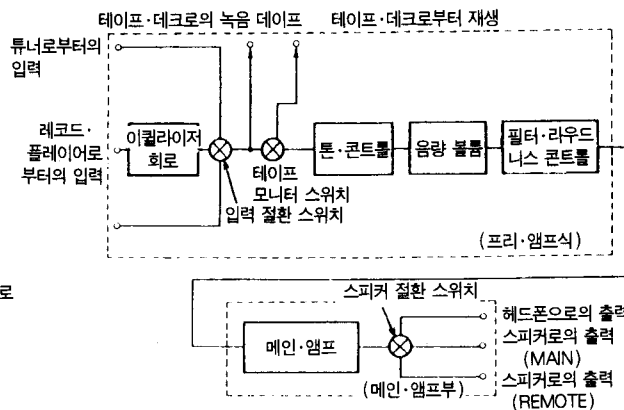 테이프·데크로의 녹음 데이프
테이프·데크로부터 재생
튜너로부터의
입력
레코드·
플레이어로
부터의 입력
이퀄라이저
회로
테이프
모니터 스위치
입력 절환 스위치
톤·콘트롤
음량 볼륨
필터·라우드
니스 콘트롤
(프리·앰프식)
로
스피커 절환 스위치
메인·앰프
(메인·앰프부)
헤드폰으로의 출력
스피커로의 출력
(MAIN)
스피커로의 출력
(REMOTE)